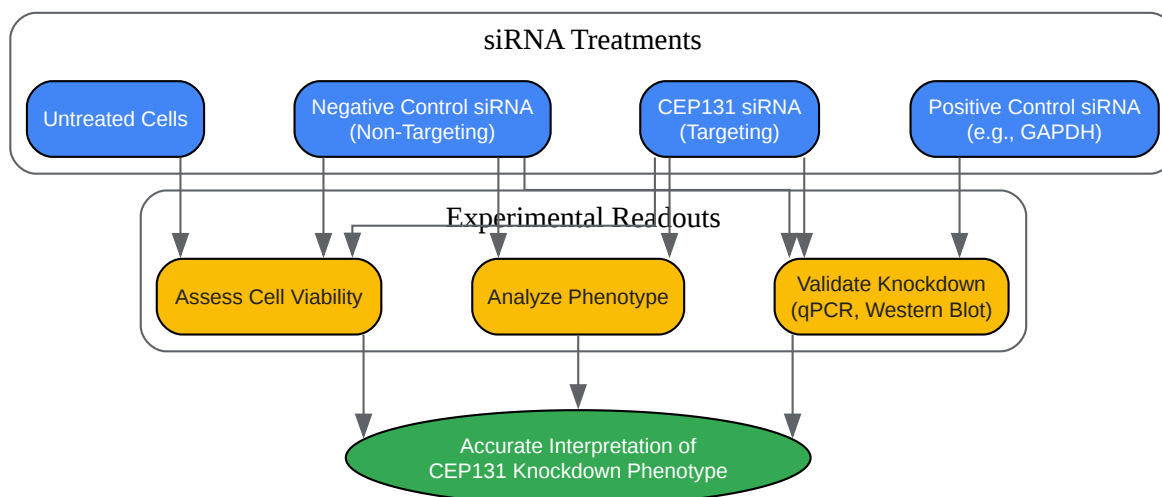 siRNA Treatments
Untreated Cells
Negative Control siRNA
(Non-Targeting)
CEP131 siRNA
(Targeting)
Positive Control siRNA
(e.g., GAPDH)
Experimental Readouts
Assess Cell Viability
Analyze Phenotype
Validate Knockdown
(qPCR, Western Blot)
Accurate Interpretation of
CEP131 Knockdown Phenotype